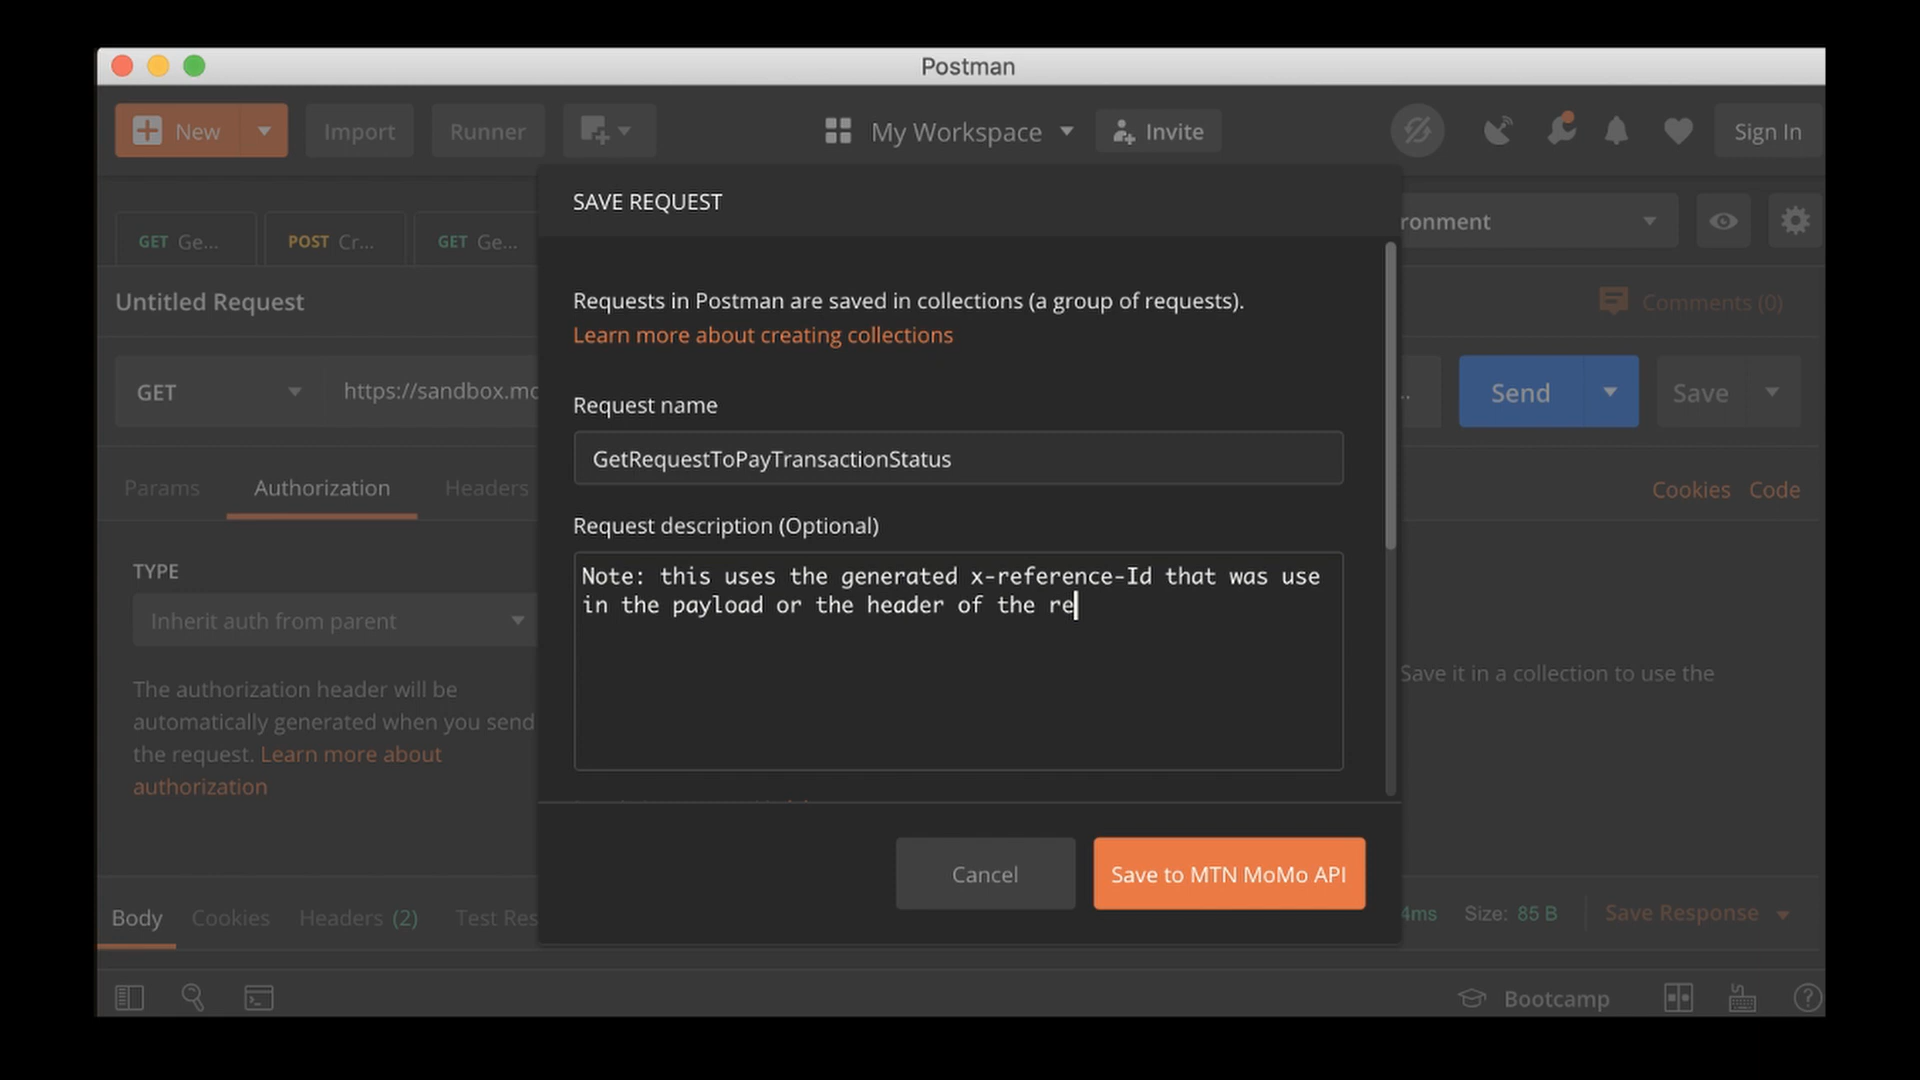 Postman
New
Import
Runner
My Workspace
Invite
Sign In
GET Ge...
POST Cr...
GET Ge...
ronment
SAVE REQUEST
Untitled Request
Comments (0)
Requests in Postman are saved in collections (a group of requests).
Learn more about creating collections
GET
https://sandbox.mo
Send
Save
Request name
GetRequestToPayTransactionStatus
Params
Authorization
Headers
Cookies
Code
Request description (Optional)
Note: this uses the generated x-reference-Id that was use
in the payload or the header of the re
TYPE
Inherit auth from parent
The authorization header will be
automatically generated when you send
the request. Learn more about
authorization
Save it in a collection to use the
Cancel
Save to MTN MoMo API
Body
Cookies
Headers (2)
Test Res
4ms
Size: 85 B
Save Response
Bootcamp